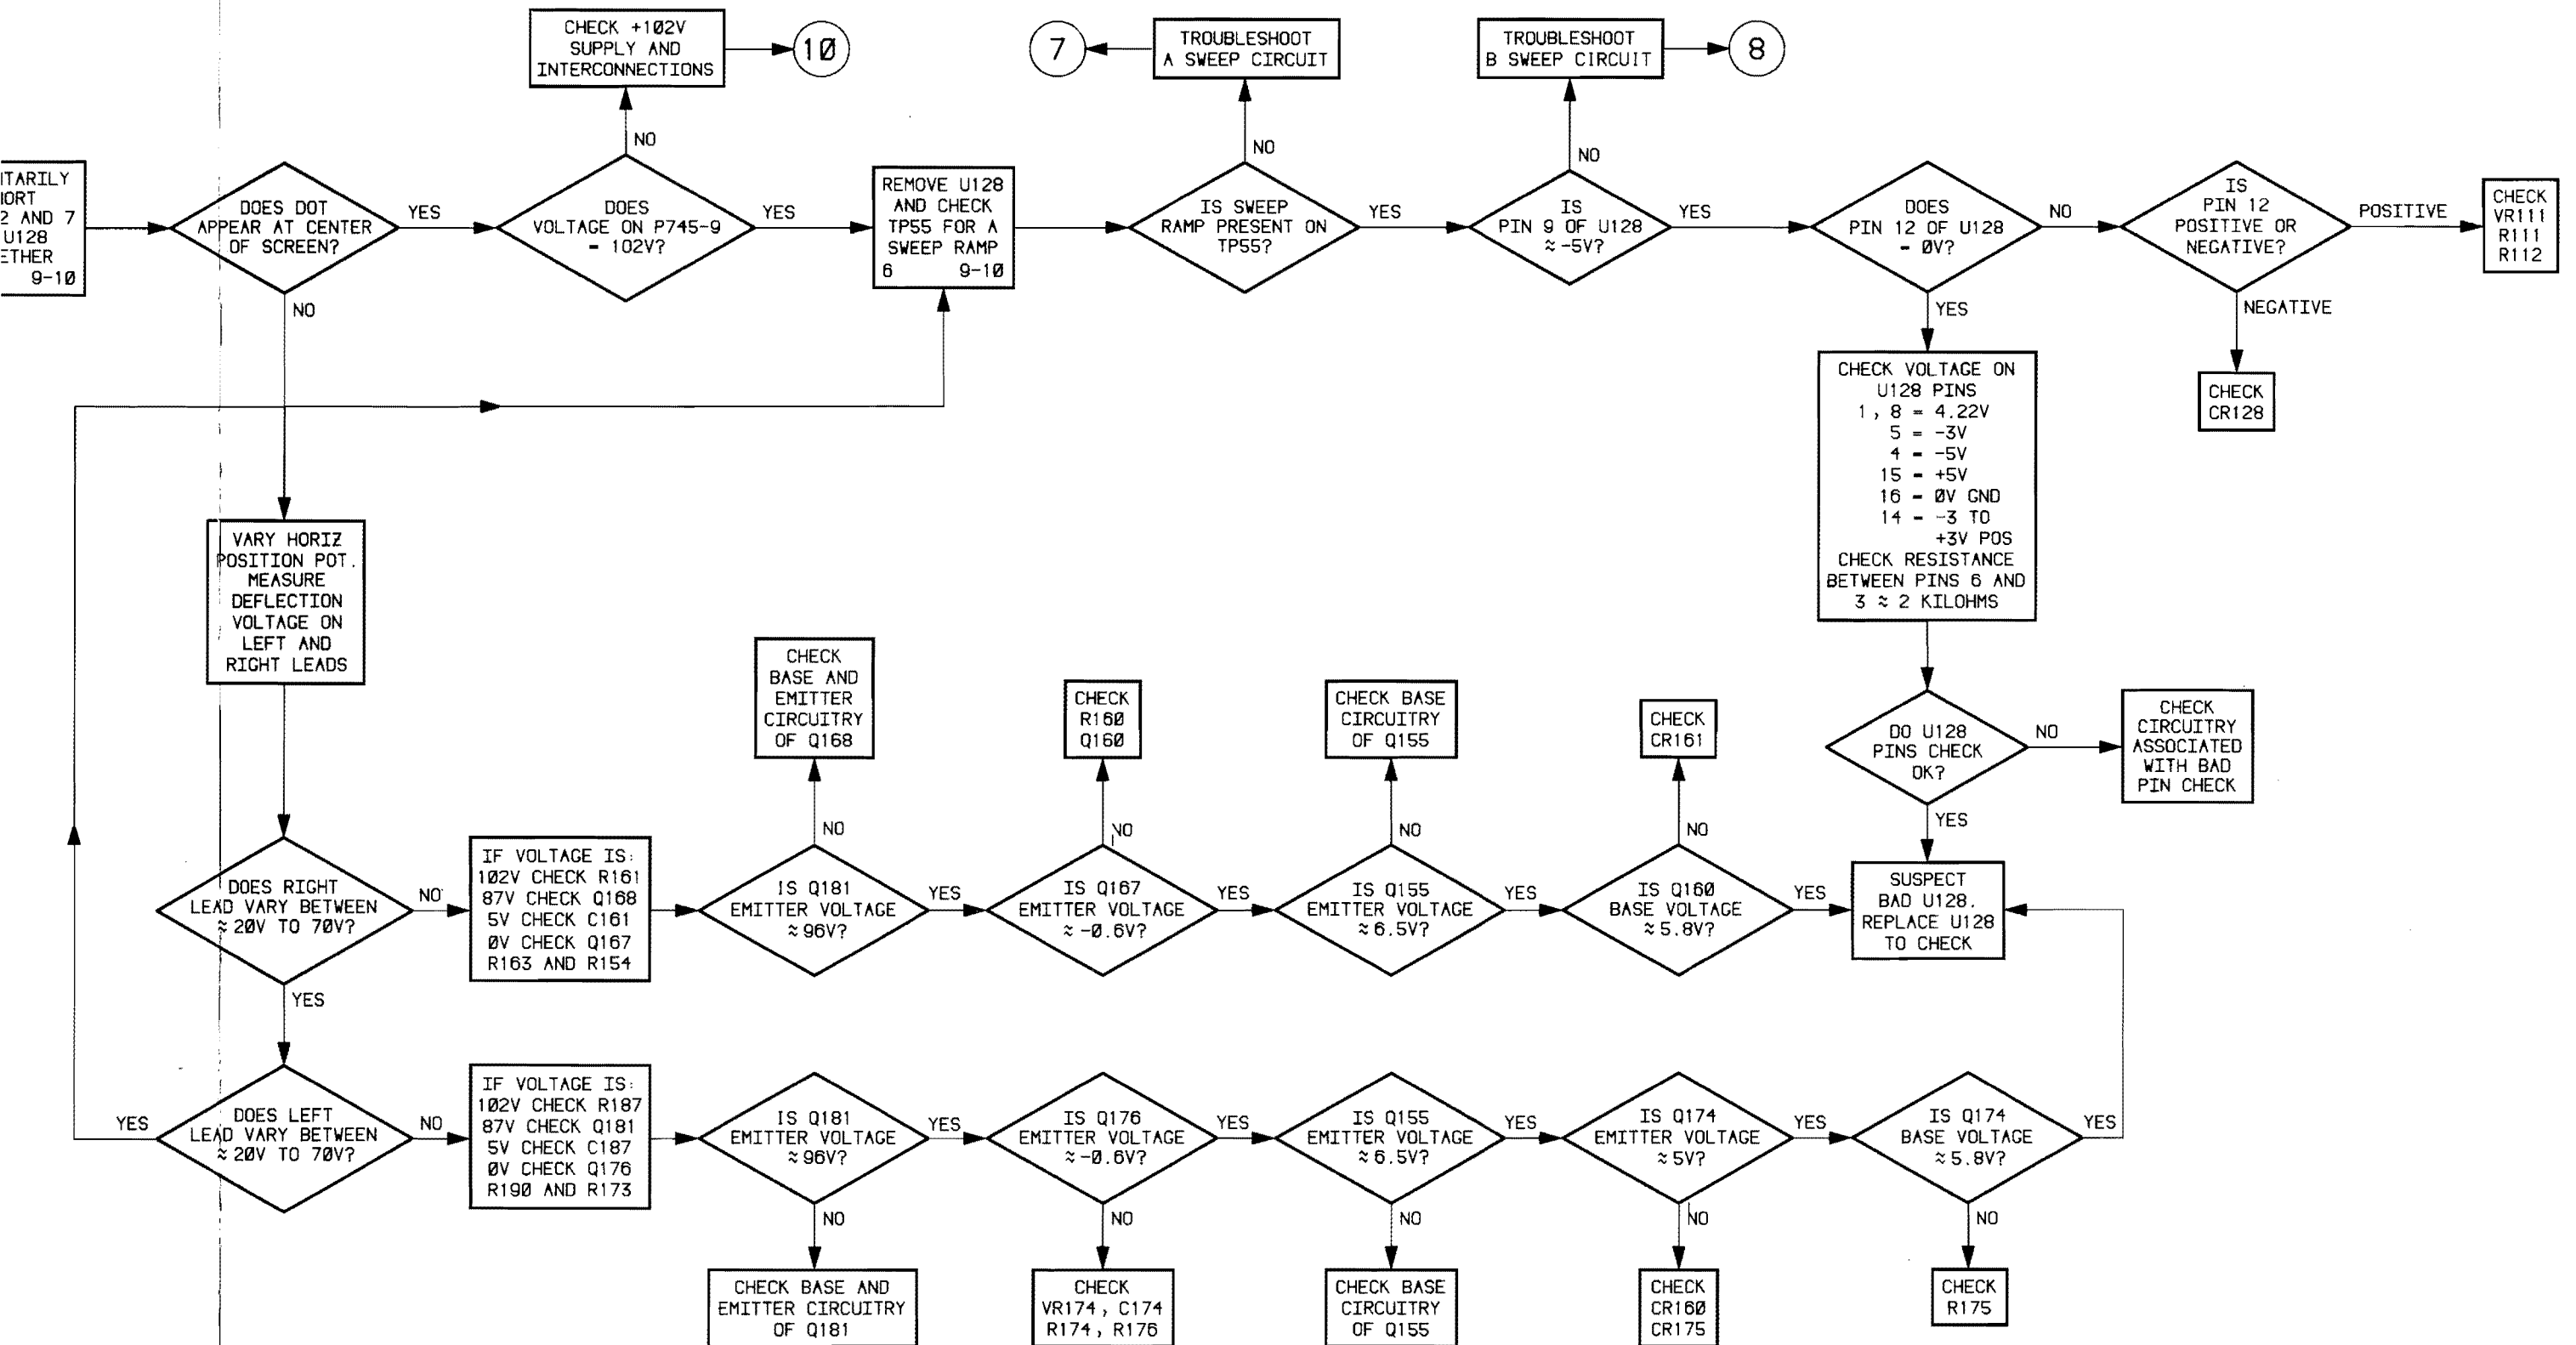 CHECK +102V
SUPPLY AND
INTERCONNECTIONS
10
7
TROUBLESHOOT
A SWEEP CIRCUIT
TROUBLESHOOT
B SWEEP CIRCUIT
8
NO
NO
NO
2 AND 7
U128
9-10
DOES DOT
APPEAR AT CENTER
OF SCREEN?
YES
DOES
VOLTAGE ON P745-9
= 102V?
YES
REMOVE U128
AND CHECK
TP55 FOR A
SWEEP RAMP
6 9-10
IS SWEEP
RAMP PRESENT ON
TP55?
YES
IS
PIN 9 OF U128
≈ -5V?
YES
DOES
PIN 12 OF U128
= 0V?
NO
IS
PIN 12
POSITIVE OR
NEGATIVE?
POSITIVE
CHECK
VR111
R111
R112
NO
YES
NEGATIVE
CHECK
CR128
CHECK VOLTAGE ON
U128 PINS
1, 8 = 4.22V
5 = -3V
4 = -5V
15 = +5V
16 = 0V GND
14 = -3 TO
+3V POS
CHECK RESISTANCE
BETWEEN PINS 6 AND
3 ≈ 2 KILOHMS
VARY HORIZ
POSITION POT.
MEASURE
DEFLECTION
VOLTAGE ON
LEFT AND
RIGHT LEADS
CHECK
BASE AND
EMITTER
CIRCUITRY
OF Q168
CHECK
R160
Q160
CHECK BASE
CIRCUITRY
OF Q155
CHECK
CR161
DO U128
PINS CHECK
OK?
NO
CHECK
CIRCUITRY
ASSOCIATED
WITH BAD
PIN CHECK
YES
NO
NO
NO
NO
DOES RIGHT
LEAD VARY BETWEEN
≈ 20V TO 70V?
NO
IF VOLTAGE IS:
102V CHECK R161
87V CHECK Q168
5V CHECK C161
0V CHECK Q167
R163 AND R154
IS Q181
EMITTER VOLTAGE
≈ 96V?
YES
IS Q167
EMITTER VOLTAGE
≈ -0.6V?
YES
IS Q155
EMITTER VOLTAGE
≈ 6.5V?
YES
IS Q160
BASE VOLTAGE
≈ 5.8V?
YES
SUSPECT
BAD U128.
REPLACE U128
TO CHECK
YES
YES
DOES LEFT
LEAD VARY BETWEEN
≈ 20V TO 70V?
NO
IF VOLTAGE IS:
102V CHECK R187
87V CHECK Q181
5V CHECK C187
0V CHECK Q176
R190 AND R173
IS Q181
EMITTER VOLTAGE
≈ 96V?
YES
IS Q176
EMITTER VOLTAGE
≈ -0.6V?
YES
IS Q155
EMITTER VOLTAGE
≈ 6.5V?
YES
IS Q174
EMITTER VOLTAGE
≈ 5V?
YES
IS Q174
BASE VOLTAGE
≈ 5.8V?
YES
NO
NO
NO
NO
NO
CHECK BASE AND
EMITTER CIRCUITRY
OF Q181
CHECK
VR174, C174
R174, R176
CHECK BASE
CIRCUITRY
OF Q155
CHECK
CR160
CR175
CHECK
R175